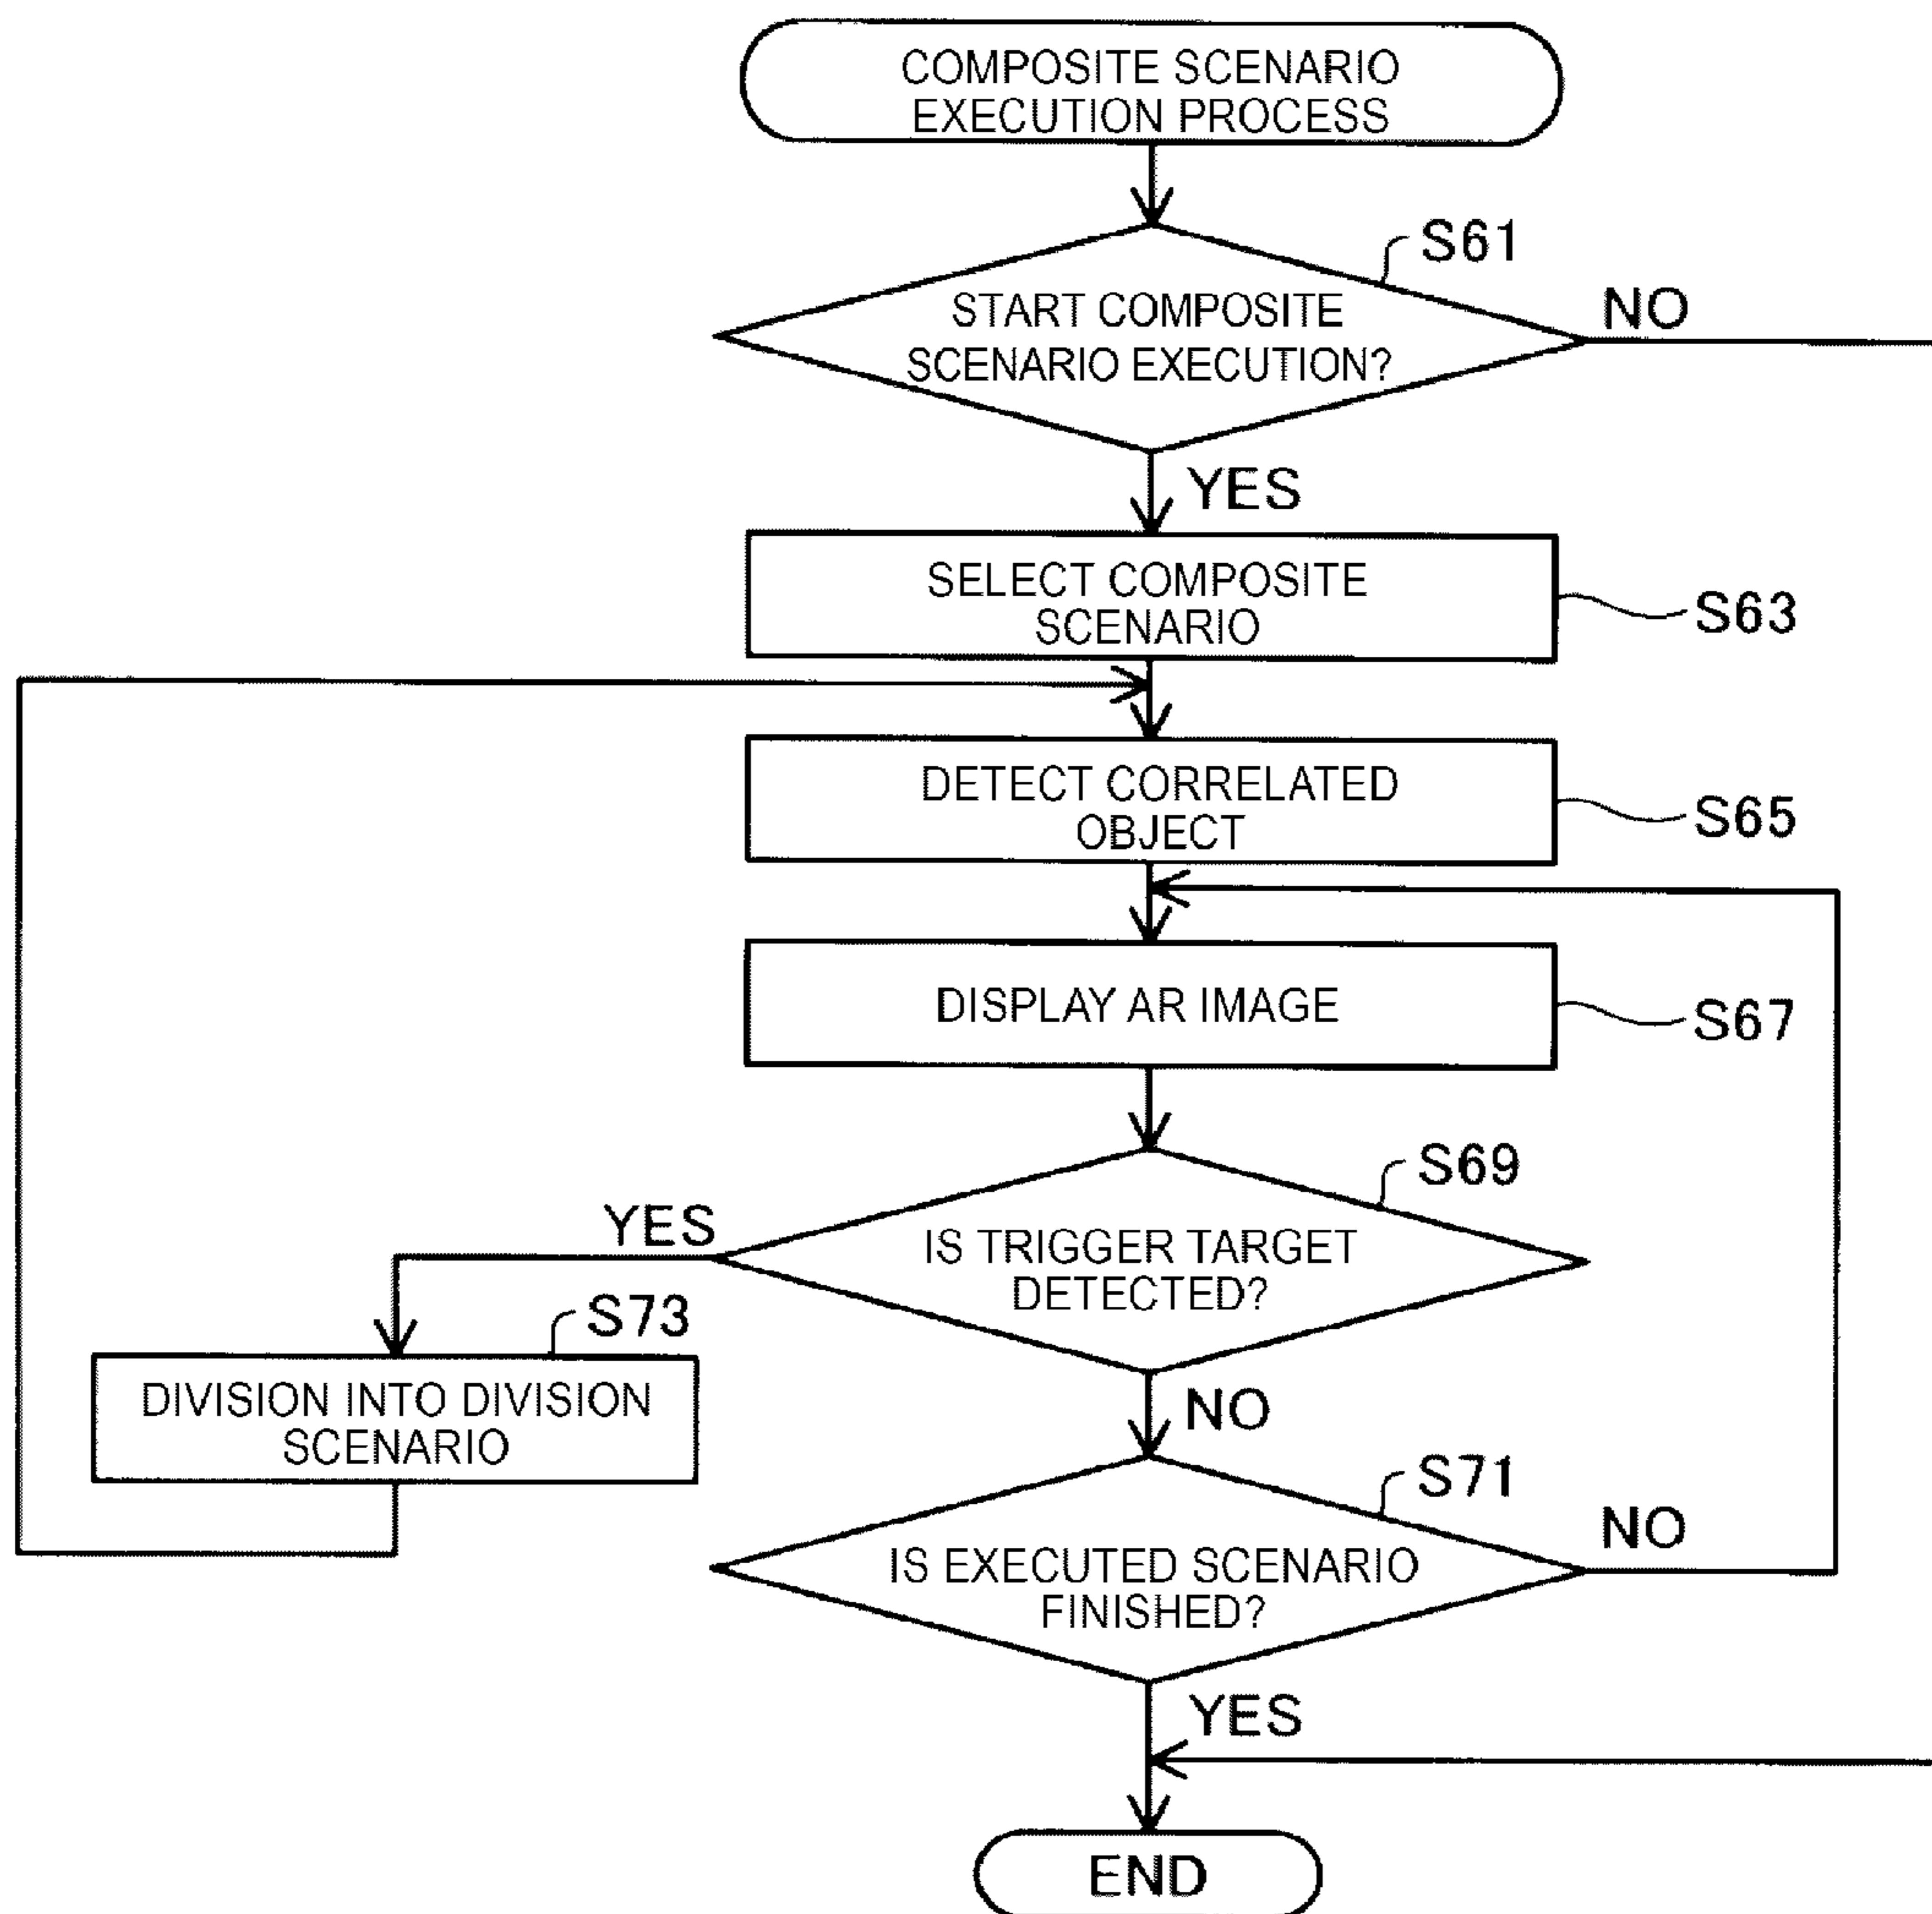 COMPOSITE SCENARIO
EXECUTION PROCESS
S61
START COMPOSITE
SCENARIO EXECUTION?
NO
YES
SELECT COMPOSITE
SCENARIO
S63
DETECT CORRELATED
OBJECT
S65
DISPLAY AR IMAGE
S67
S69
IS TRIGGER TARGET
DETECTED?
YES
S73
DIVISION INTO DIVISION
SCENARIO
NO
S71
IS EXECUTED SCENARIO
FINISHED?
NO
YES
END